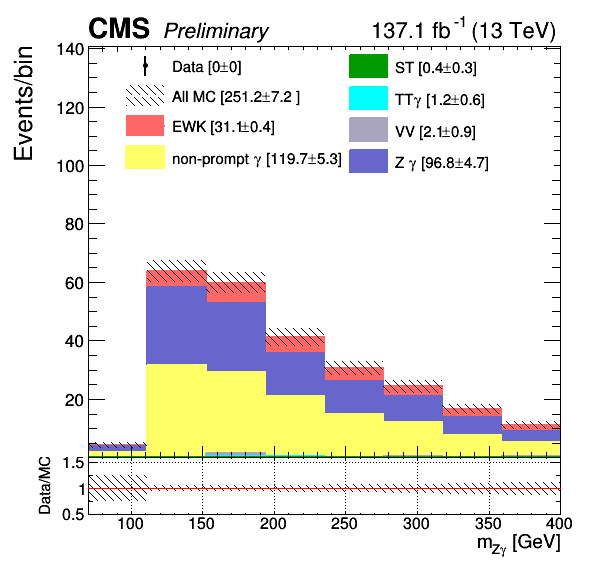 CMS Preliminary 137.1 fb⁻¹ (13 TeV)
Events/bin
140
120
100
80
60
40
20
Data [0±0]
All MC [251.2±7.2 ]
EWK [31.1±0.4]
non-prompt γ [119.7±5.3]
ST [0.4±0.3]
TTγ [1.2±0.6]
VV [2.1±0.9]
Z γ [96.8±4.7]
Data/MC
1.5
1
0.5
100 150 200 250 300 350 400
m_Zγ [GeV]